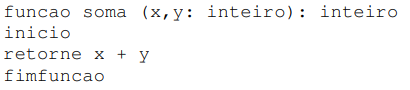 funcao soma (x,y: inteiro): inteiro
inicio
retorne x + y
fimfuncao